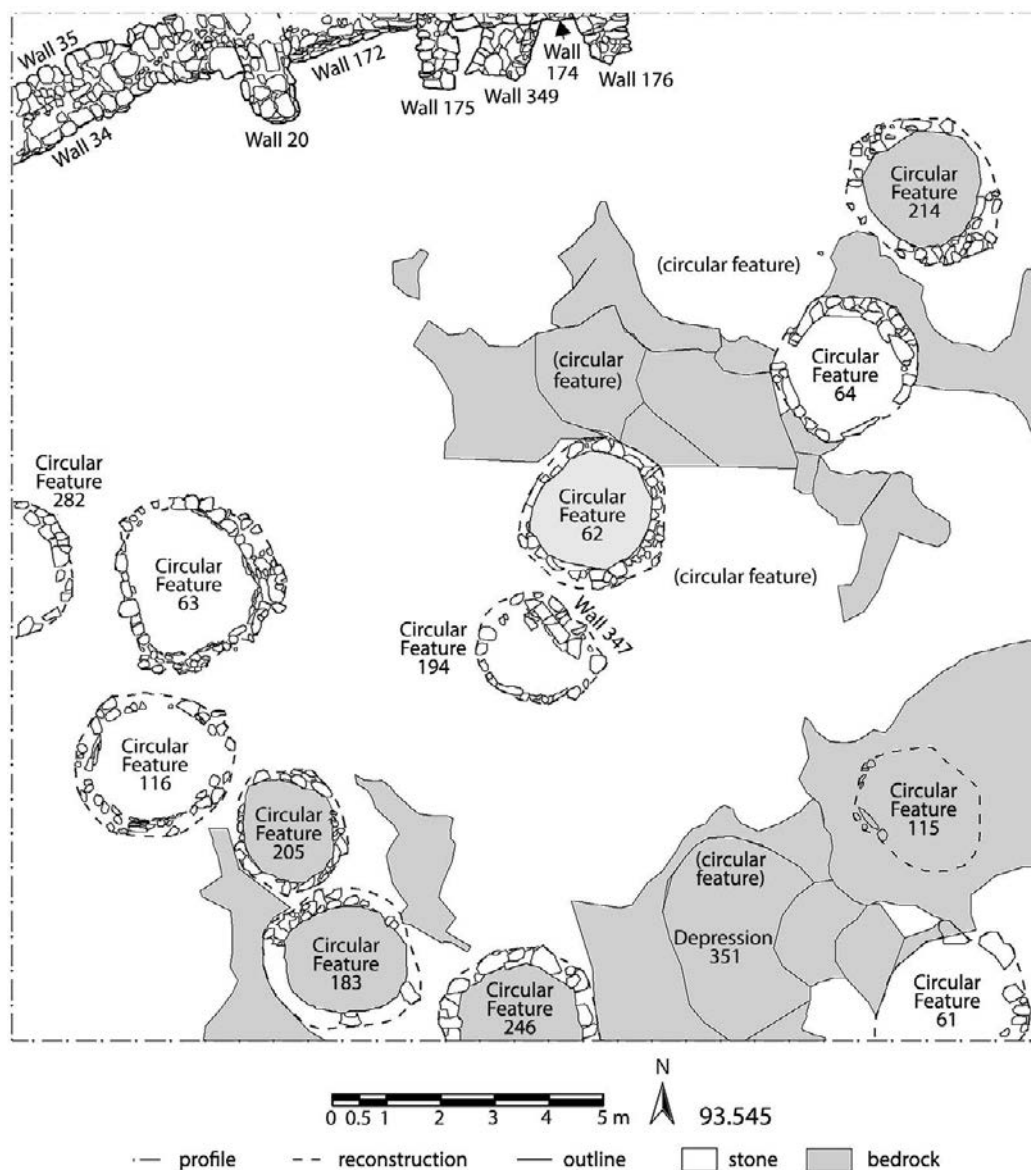 Wall 35
Wall 34
Wall 20
Wall 172
Wall 175
Wall 349
Wall
174
Wall 176
Circular
Feature
214
(circular feature)
(circular
feature)
Circular
Feature
64
Circular
Feature
282
Circular
Feature
63
Circular
Feature
62
(circular feature)
Wall 347
Circular
Feature
194
Circular
Feature
116
Circular
Feature
205
Circular
Feature
115
(circular
feature)
Depression
351
Circular
Feature
183
Circular
Feature
246
Circular
Feature
61
N
0 0.5 1 2 3 4 5 m
93.545
profile reconstruction outline stone bedrock